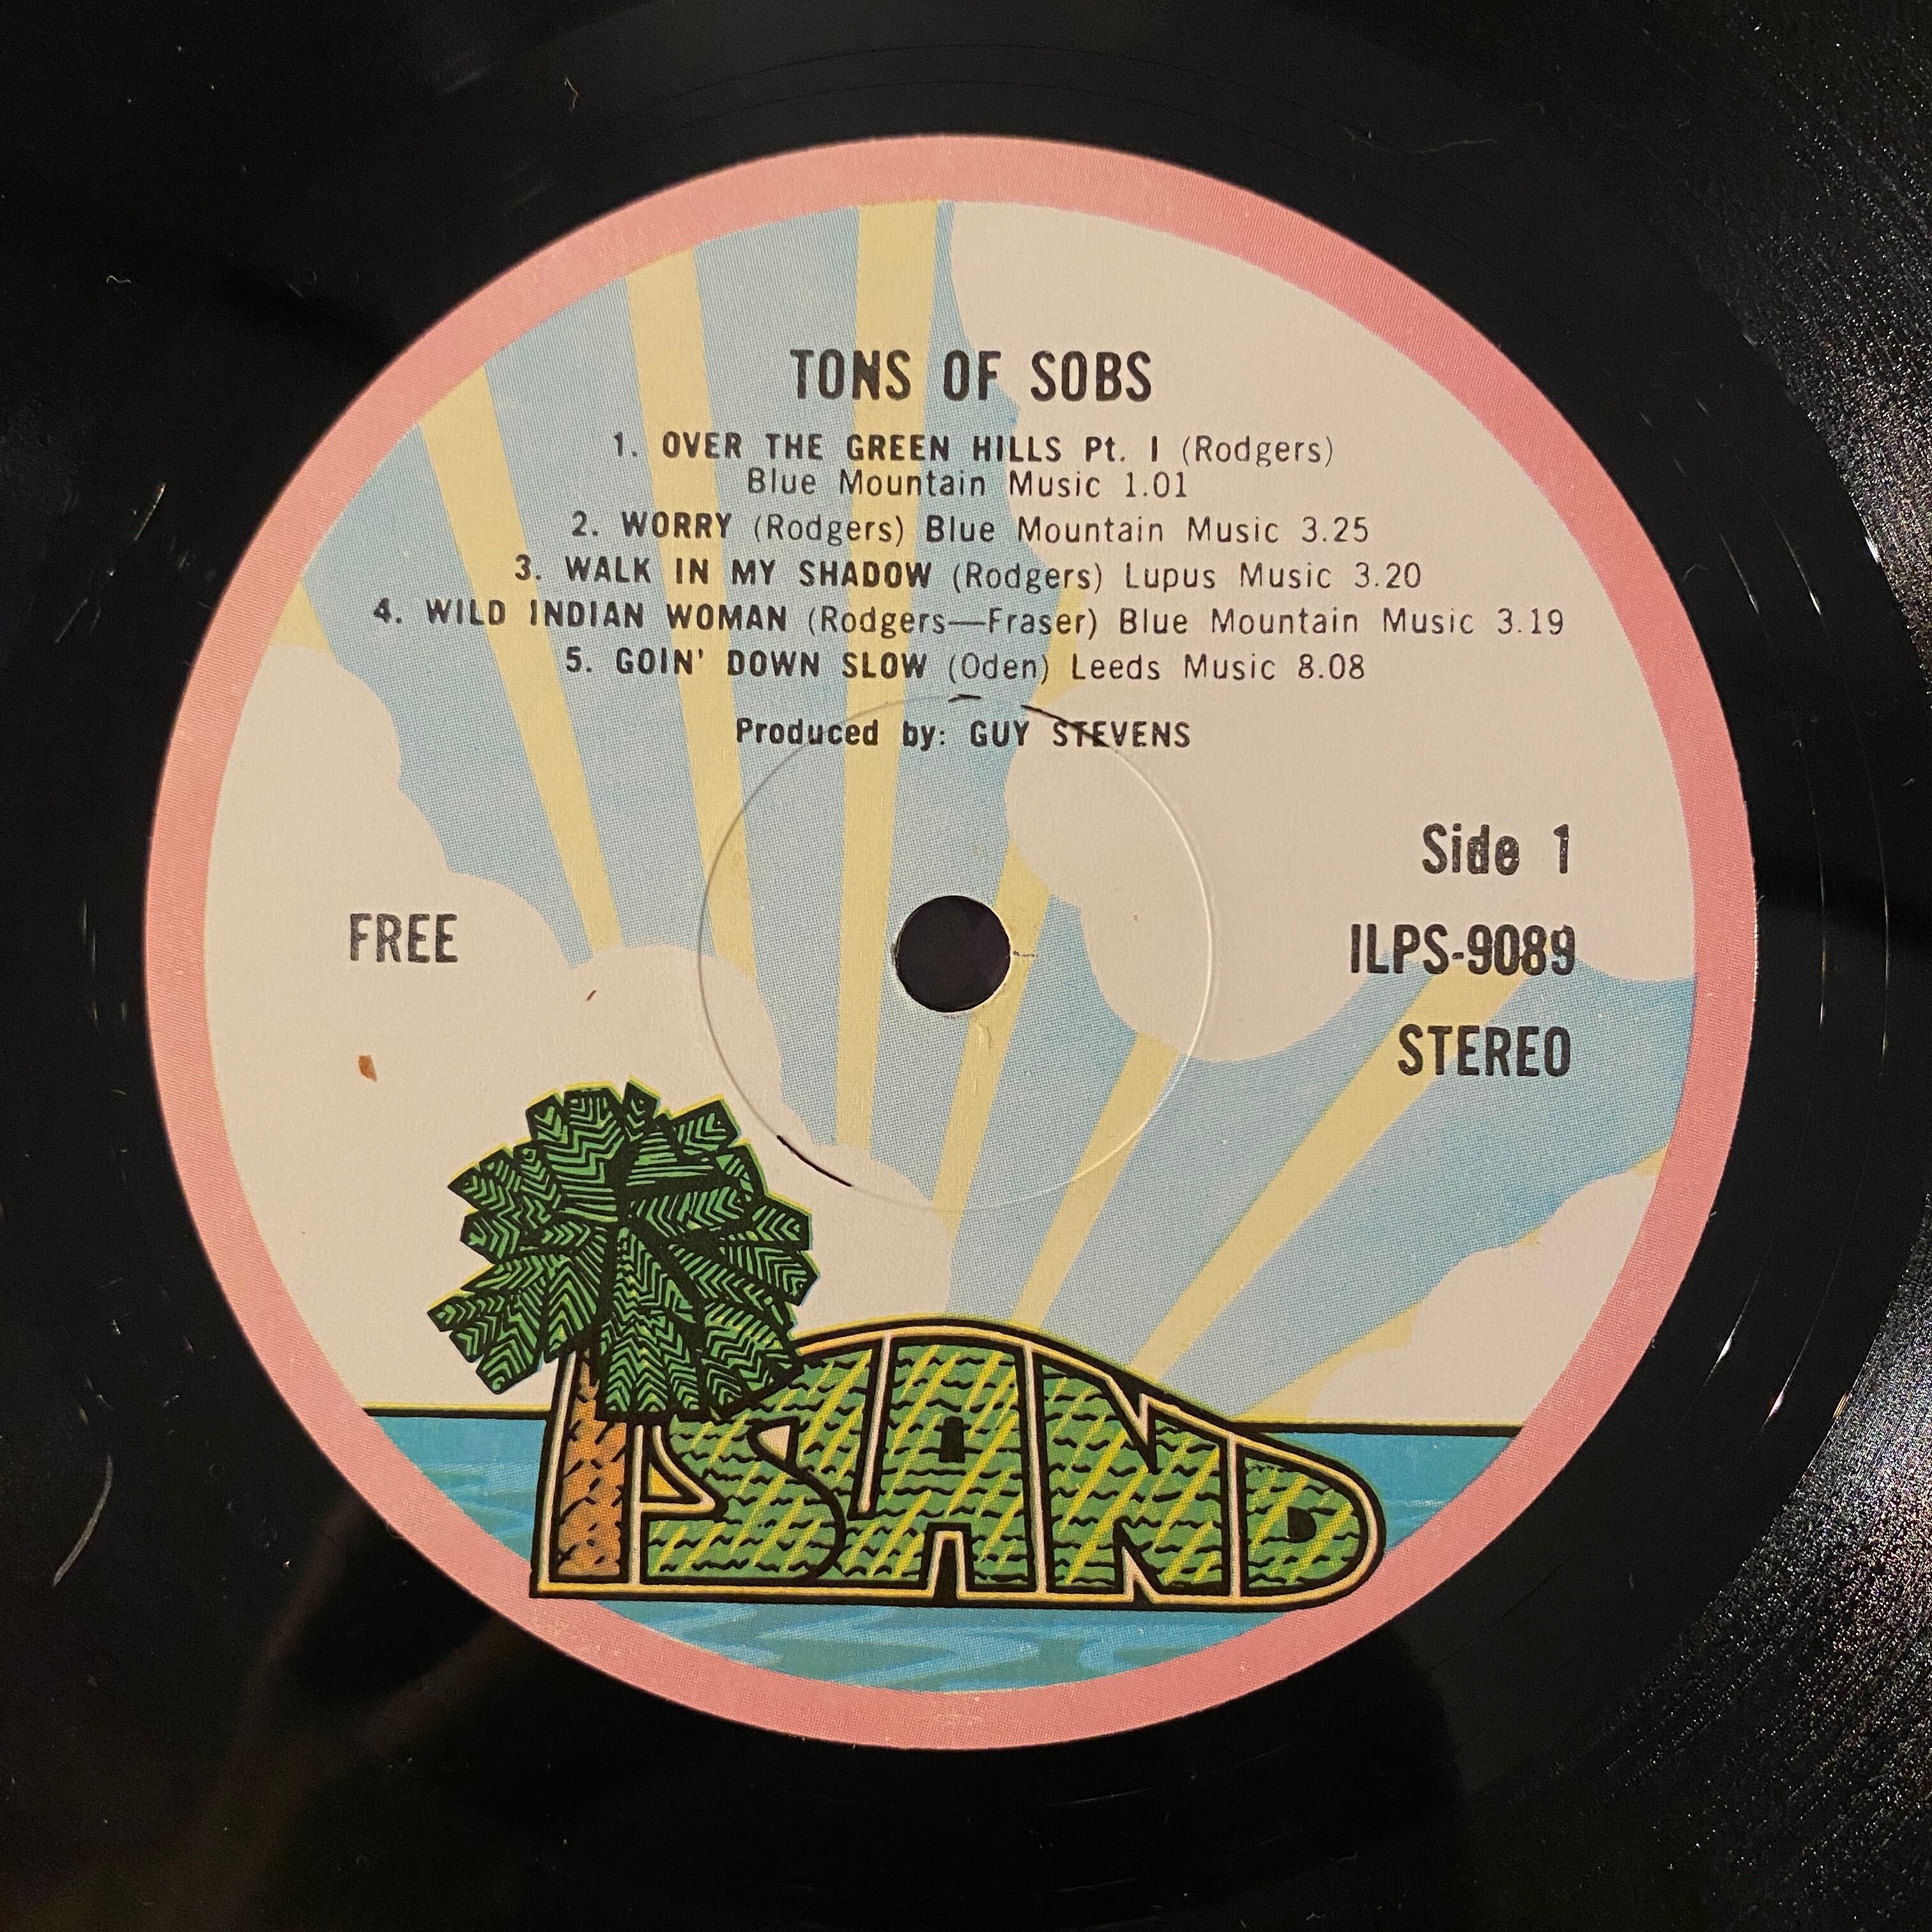 TONS OF SOBS
1. OVER THE GREEN HILLS Pt. I (Rodgers)
Blue Mountain Music 1.01
2. WORRY (Rodgers) Blue Mountain Music 3.25
3. WALK IN MY SHADOW (Rodgers) Lupus Music 3.20
4. WILD INDIAN WOMAN (Rodgers—Fraser) Blue Mountain Music 3.19
5. GOIN' DOWN SLOW (Oden) Leeds Music 8.08
Produced by: GUY STEVENS
Side 1
FREE
ILPS-9089
STEREO
ISLAND